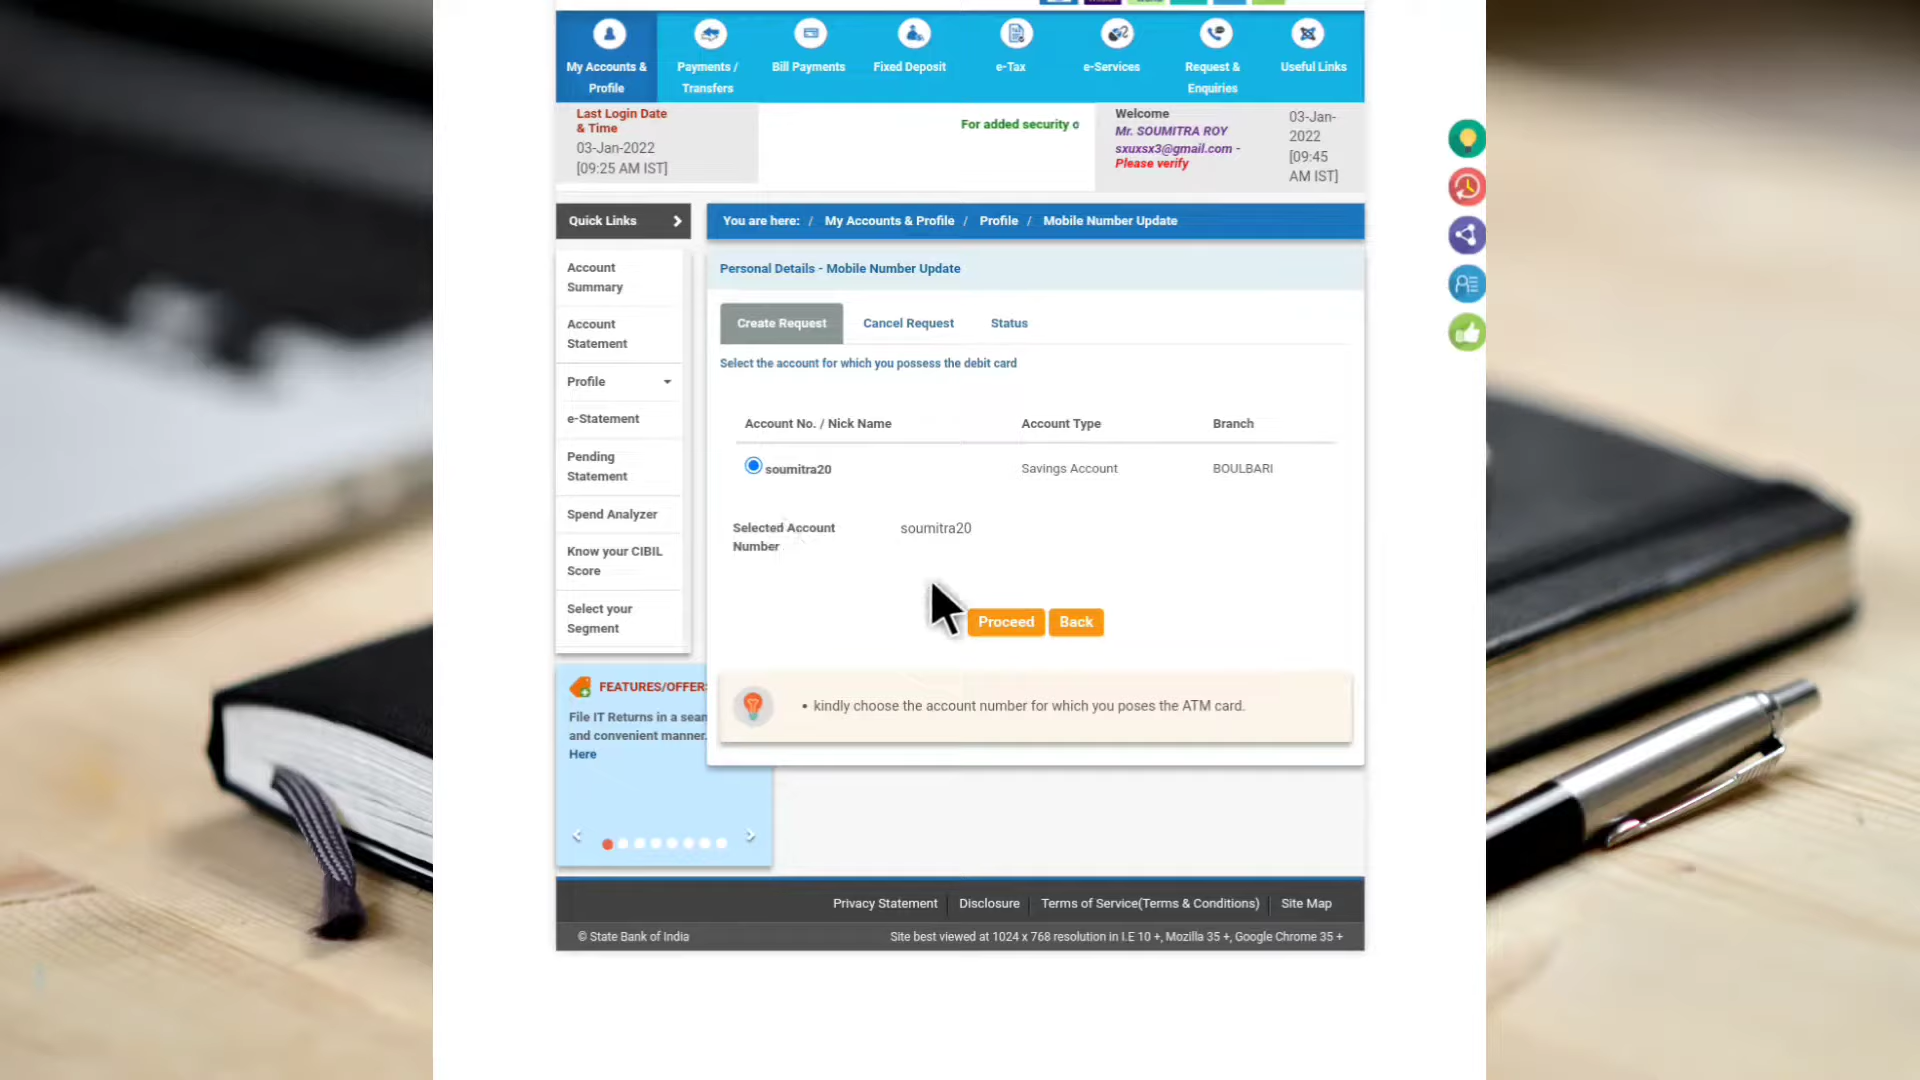 My Accounts &
Profile
Payments /
Transfers
Bill Payments
Fixed Deposit
e-Tax
e-Services
Request &
Enquiries
Useful Links
Last Login Date
& Time
03-Jan-2022
[09:25 AM IST]
For added security
Welcome
Mr. SOUMITRA ROY
sxuxsx3@gmail.com -
Please verify
03-Jan-
2022
[09:45
AM IST]
Quick Links
You are here: / My Accounts & Profile / Profile / Mobile Number Update
Account
Summary
Account
Statement
Profile
e-Statement
Pending
Statement
Spend Analyzer
Know your CIBIL
Score
Select your
Segment
Personal Details - Mobile Number Update
Create Request
Cancel Request
Status
Select the account for which you possess the debit card
Account No. / Nick Name
Account Type
Branch
soumitra20
Savings Account
BOULBARI
Selected Account
Number
soumitra20
Proceed
Back
• kindly choose the account number for which you poses the ATM card.
FEATURES/OFFERS
File IT Returns in a sean
and convenient manner.
Here
Privacy Statement
Disclosure
Terms of Service(Terms & Conditions)
Site Map
© State Bank of India
Site best viewed at 1024 x 768 resolution in I.E 10 +, Mozilla 35 +, Google Chrome 35 +